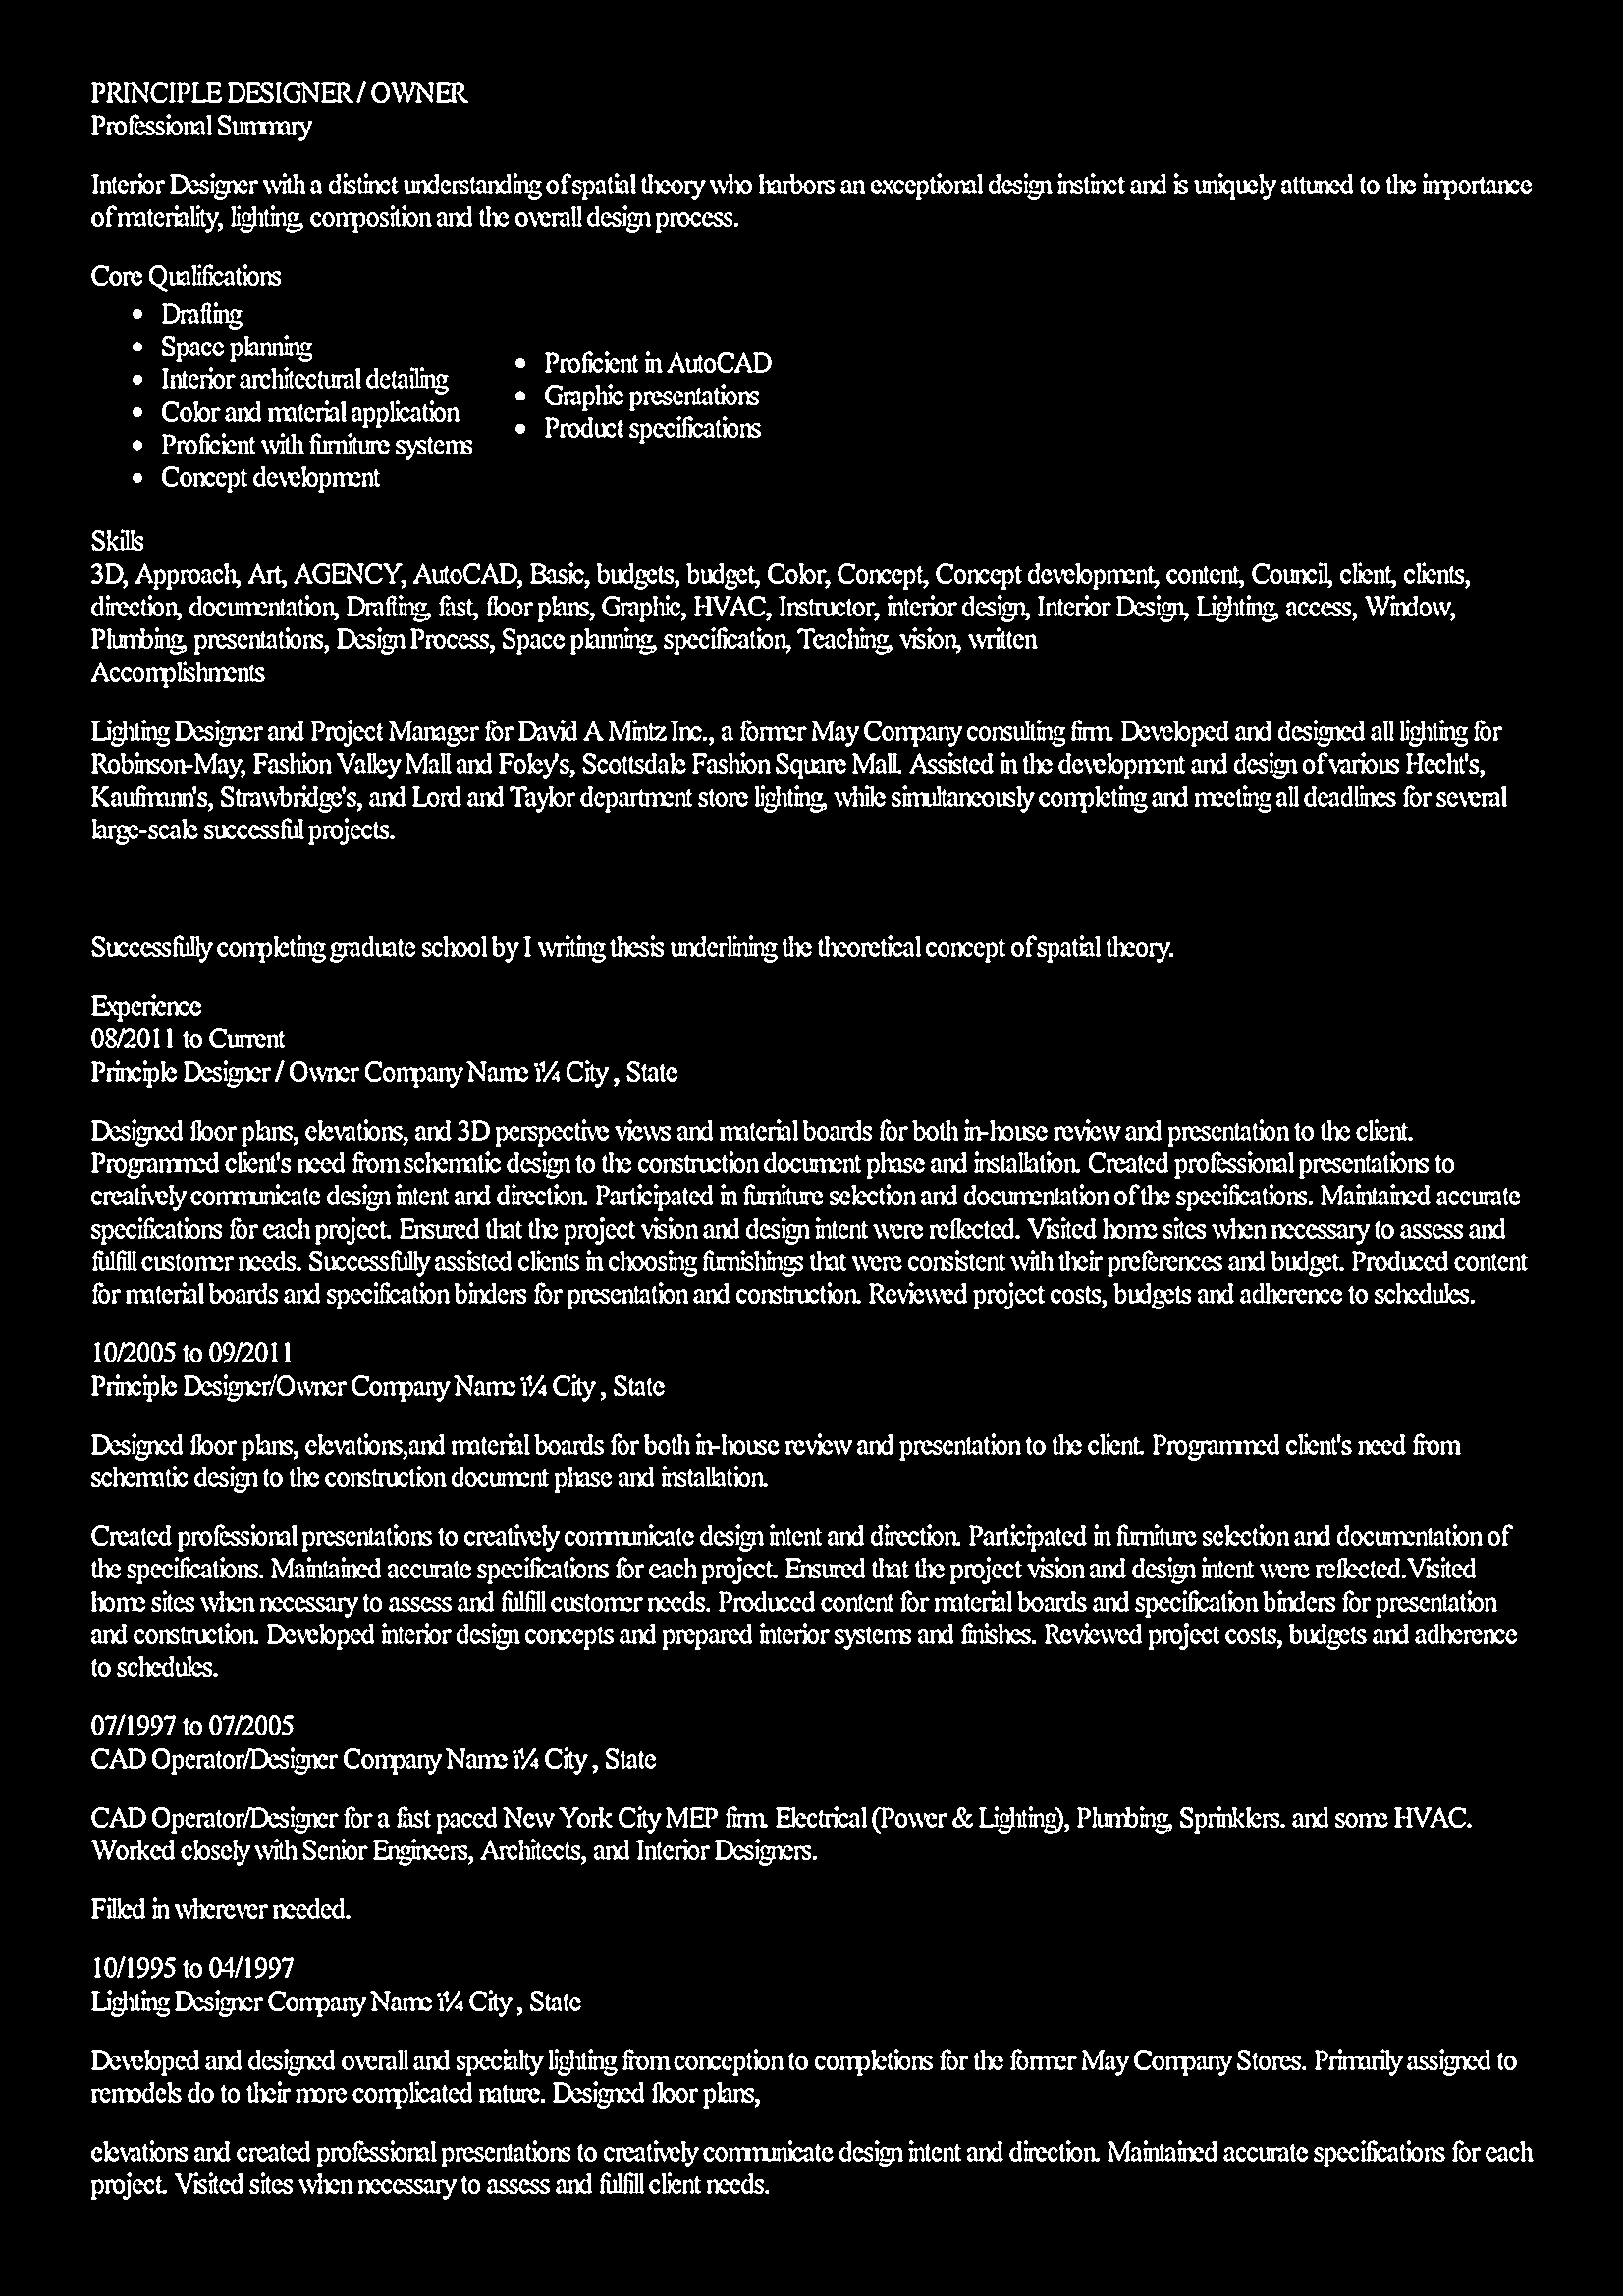 PRINCIPLE DESIGNER / OWNER
Professional Summary
Interior Designer with a distinct understanding of spatial theory who harbors an exceptional design instinct and is uniquely attuned to the importance
of materiality, lighting, composition and the overall design process.
Core Qualifications
• Drafting
• Space planning
• Interior architectural detailing
• Color and material application
• Proficient with furniture systems
• Concept development
• Proficient in AutoCAD
• Graphic presentations
• Product specifications
Skills
3D, Approach, Art, AGENCY, AutoCAD, Basic, budgets, budget, Color, Concept, Concept development, content, Council, client, clients,
direction, documentation, Drafting, fast, floor plans, Graphic, HVAC, Instructor, interior design, Interior Design, Lighting, access, Window,
Plumbing, presentations, Design Process, Space planning, specification, Teaching, vision, written
Accomplishments
Lighting Designer and Project Manager for David A Mintz Inc., a former May Company consulting firm. Developed and designed all lighting for
Robinson-May, Fashion Valley Mall and Foley's, Scottsdale Fashion Square Mall. Assisted in the development and design of various Hecht's,
Kaufmann's, Strawbridge's, and Lord and Taylor department store lighting, while simultaneously completing and meeting all deadlines for several
large-scale successful projects.
Successfully completing graduate school by I writing thesis underlining the theoretical concept of spatial theory.
Experience
08/2011 to Current
Principle Designer / Owner Company Name ï¼ City , State
Designed floor plans, elevations, and 3D perspective views and material boards for both in-house review and presentation to the client.
Programmed client's need from schematic design to the construction document phase and installation. Created professional presentations to
creatively communicate design intent and direction. Participated in furniture selection and documentation of the specifications. Maintained accurate
specifications for each project. Ensured that the project vision and design intent were reflected. Visited home sites when necessary to assess and
fulfill customer needs. Successfully assisted clients in choosing furnishings that were consistent with their preferences and budget. Produced content
for material boards and specification binders for presentation and construction. Reviewed project costs, budgets and adherence to schedules.
10/2005 to 09/2011
Principle Designer/Owner Company Name ï¼ City , State
Designed floor plans, elevations,and material boards for both in-house review and presentation to the client. Programmed client's need from
schematic design to the construction document phase and installation.
Created professional presentations to creatively communicate design intent and direction. Participated in furniture selection and documentation of
the specifications. Maintained accurate specifications for each project. Ensured that the project vision and design intent were reflected.Visited
home sites when necessary to assess and fulfill customer needs. Produced content for material boards and specification binders for presentation
and construction. Developed interior design concepts and prepared interior systems and finishes. Reviewed project costs, budgets and adherence
to schedules.
07/1997 to 07/2005
CAD Operator/Designer Company Name ï¼ City , State
CAD Operator/Designer for a fast paced New York City MEP firm. Electrical (Power & Lighting), Plumbing, Sprinklers. and some HVAC.
Worked closely with Senior Engineers, Architects, and Interior Designers.
Filled in wherever needed.
10/1995 to 04/1997
Lighting Designer Company Name ï¼ City , State
Developed and designed overall and specialty lighting from conception to completions for the former May Company Stores. Primarily assigned to
remodels do to their more complicated nature. Designed floor plans,
elevations and created professional presentations to creatively communicate design intent and direction. Maintained accurate specifications for each
project. Visited sites when necessary to assess and fulfill client needs.